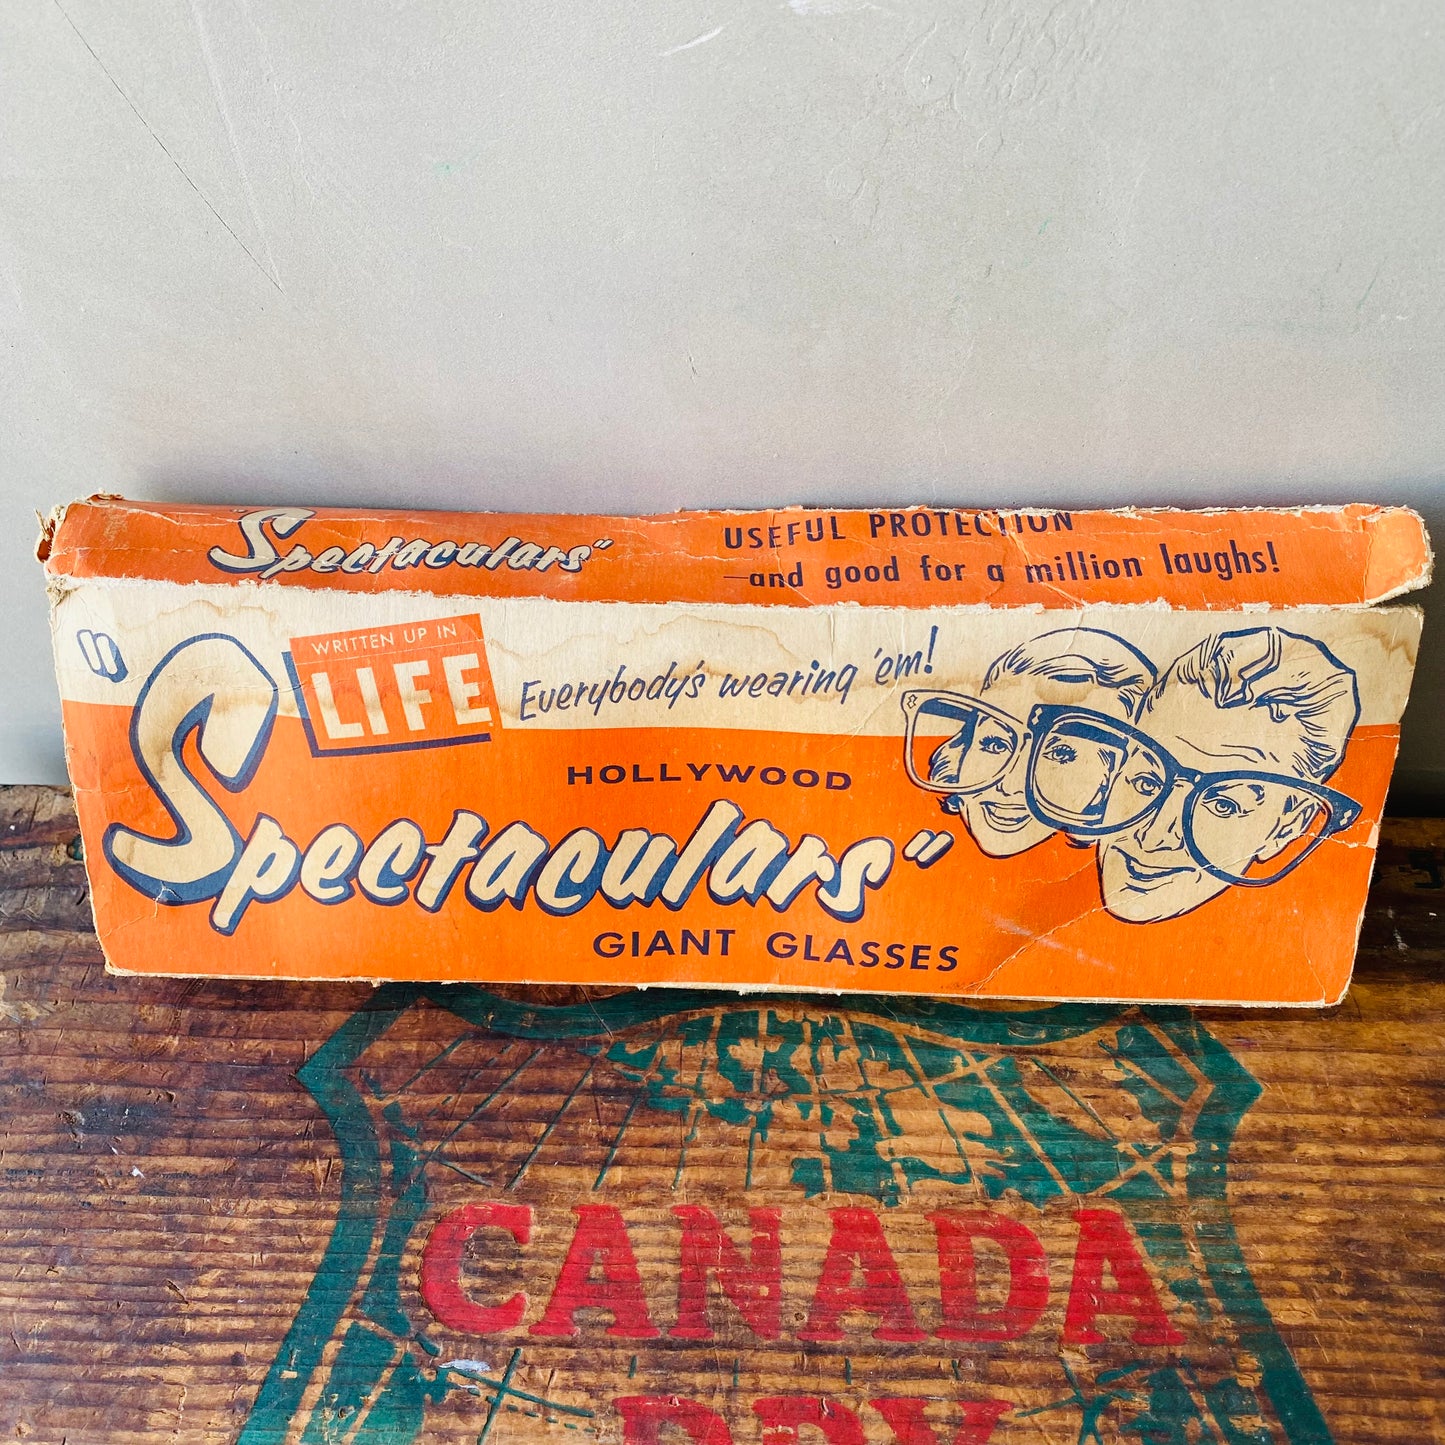 "Spectaculars"
USEFUL PROTECTION
—and good for a million laughs!
WRITTEN UP IN
LIFE
Everybody's wearing 'em!
HOLLYWOOD
"Spectaculars"
GIANT GLASSES
CANADA
DRY